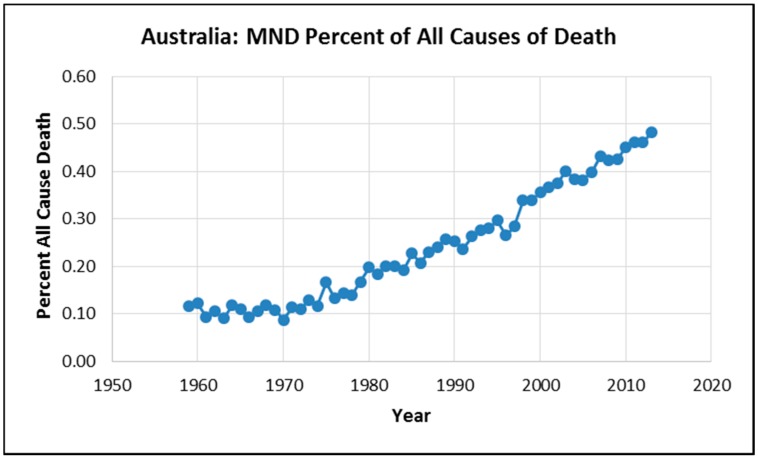 Australia: MND Percent of All Causes of Death
0.60
0.50
0.40
0.30
0.20
0.10
0.00
Percent All Cause Death
1950 1960 1970 1980 1990 2000 2010 2020
Year